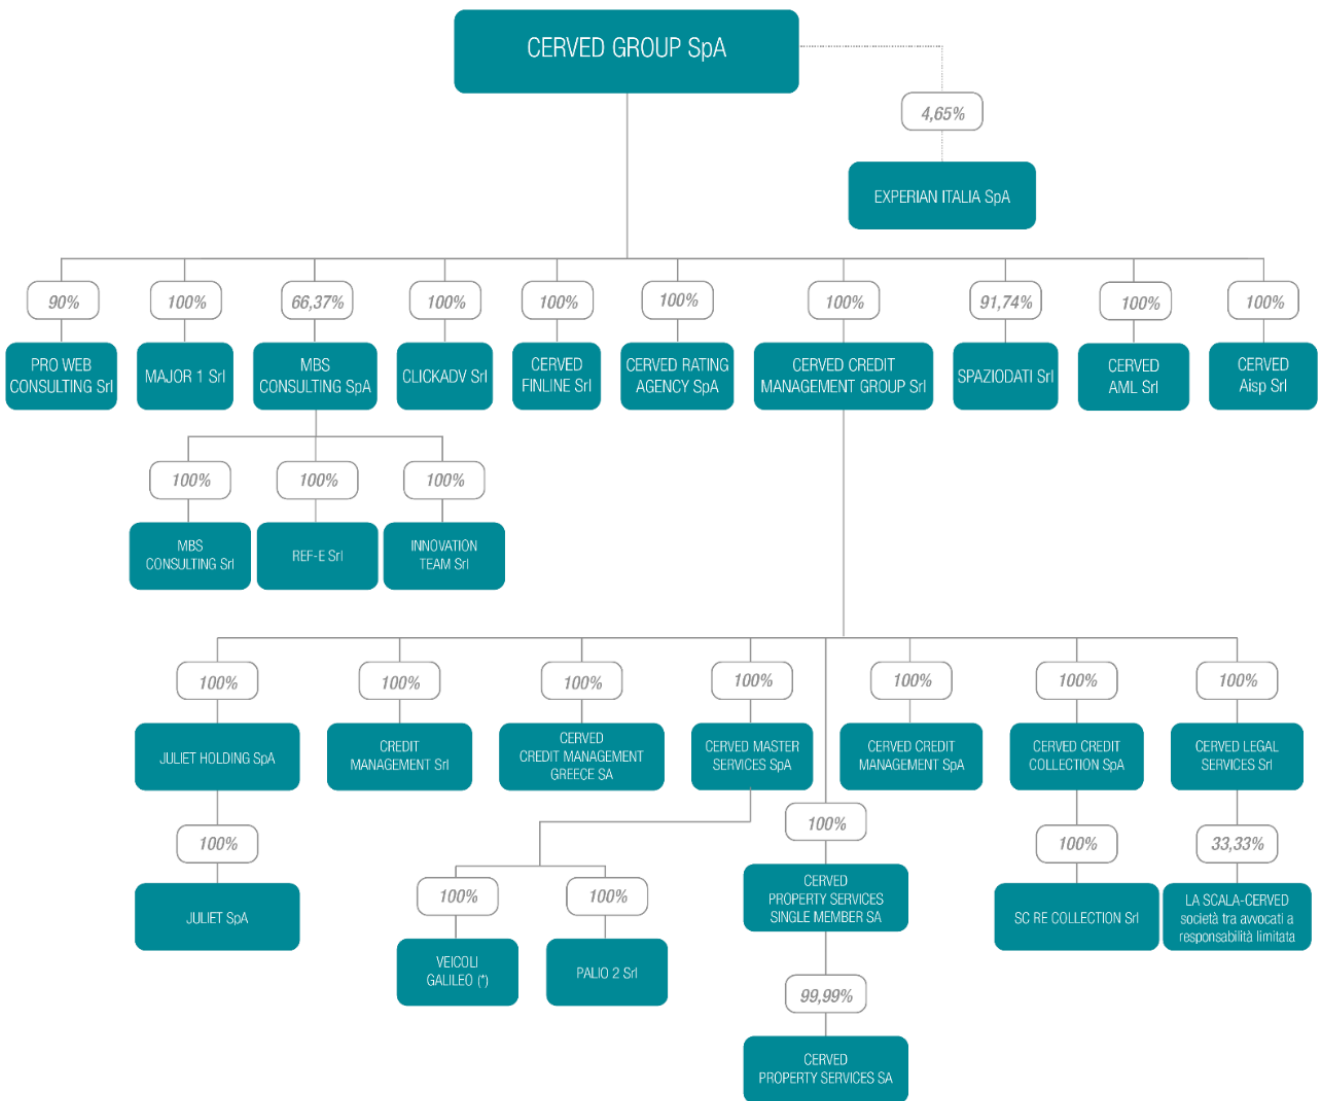 CERVED GROUP SpA
4,65%
EXPERIAN ITALIA SpA
90%
100%
66,37%
100%
100%
100%
100%
91,74%
100%
100%
PRO WEB
CONSULTING Srl
MAJOR 1 Srl
MBS
CONSULTING SpA
CLICKADV Srl
CERVED
FINLINE Srl
CERVED RATING
AGENCY SpA
CERVED CREDIT
MANAGEMENT GROUP Srl
SPAZIODATI Srl
CERVED
AML Srl
CERVED
Aisp Srl
100%
100%
100%
MBS
CONSULTING Srl
REF-E Srl
INNOVATION
TEAM Srl
100%
100%
100%
100%
100%
100%
100%
JULIET HOLDING SpA
CREDIT
MANAGEMENT Srl
CERVED
CREDIT MANAGEMENT
GREECE SA
CERVED MASTER
SERVICES SpA
CERVED CREDIT
MANAGEMENT SpA
CERVED CREDIT
COLLECTION SpA
CERVED LEGAL
SERVICES Srl
100%
100%
100%
33,33%
JULIET SpA
100%
100%
VEICOLI
GALILEO (*)
PALIO 2 Srl
CERVED
PROPERTY SERVICES
SINGLE MEMBER SA
SC RE COLLECTION Srl
LA SCALA-CERVED
società tra avvocati a
responsabilità limitata
99,99%
CERVED
PROPERTY SERVICES SA